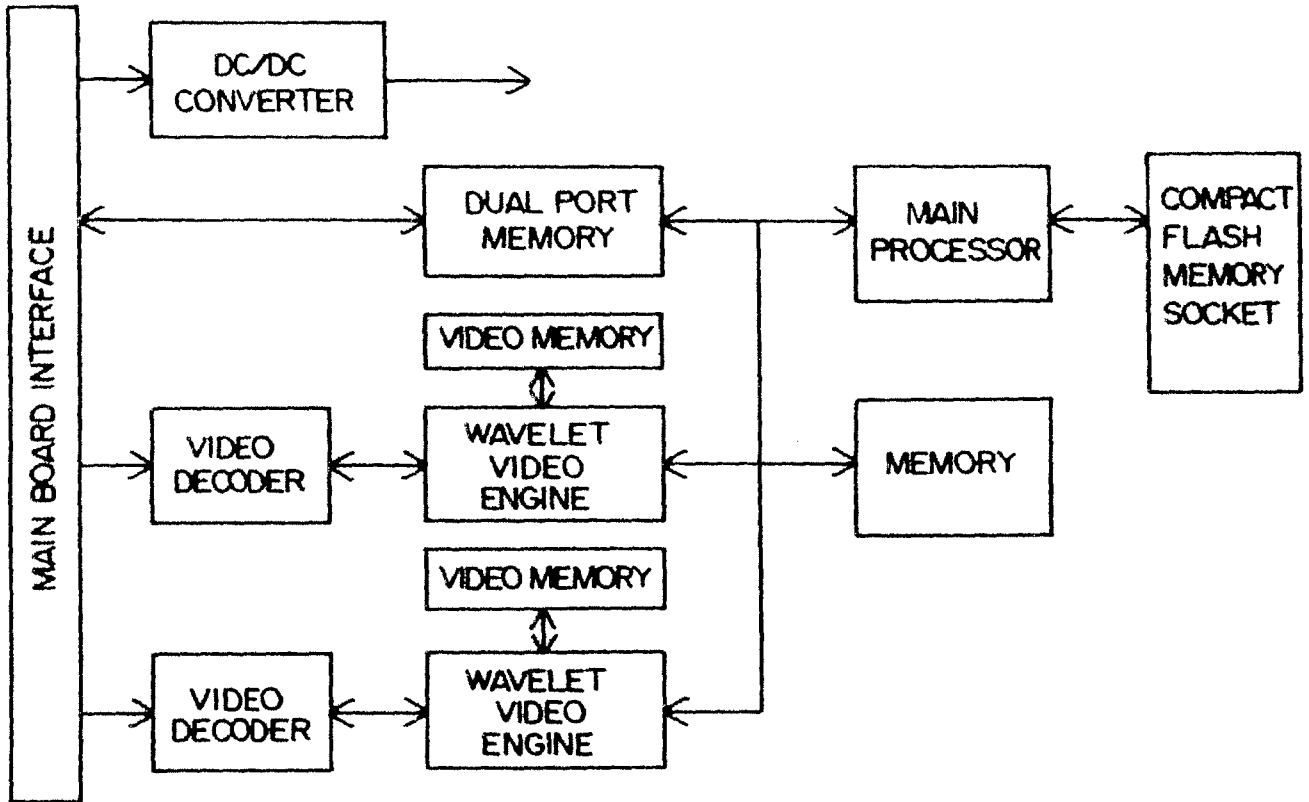 MAIN BOARD INTERFACE
DC/DC
CONVERTER
DUAL PORT
MEMORY
MAIN
PROCESSOR
COMPACT
FLASH
MEMORY
SOCKET
VIDEO MEMORY
VIDEO
DECODER
WAVELET
VIDEO
ENGINE
MEMORY
VIDEO MEMORY
VIDEO
DECODER
WAVELET
VIDEO
ENGINE